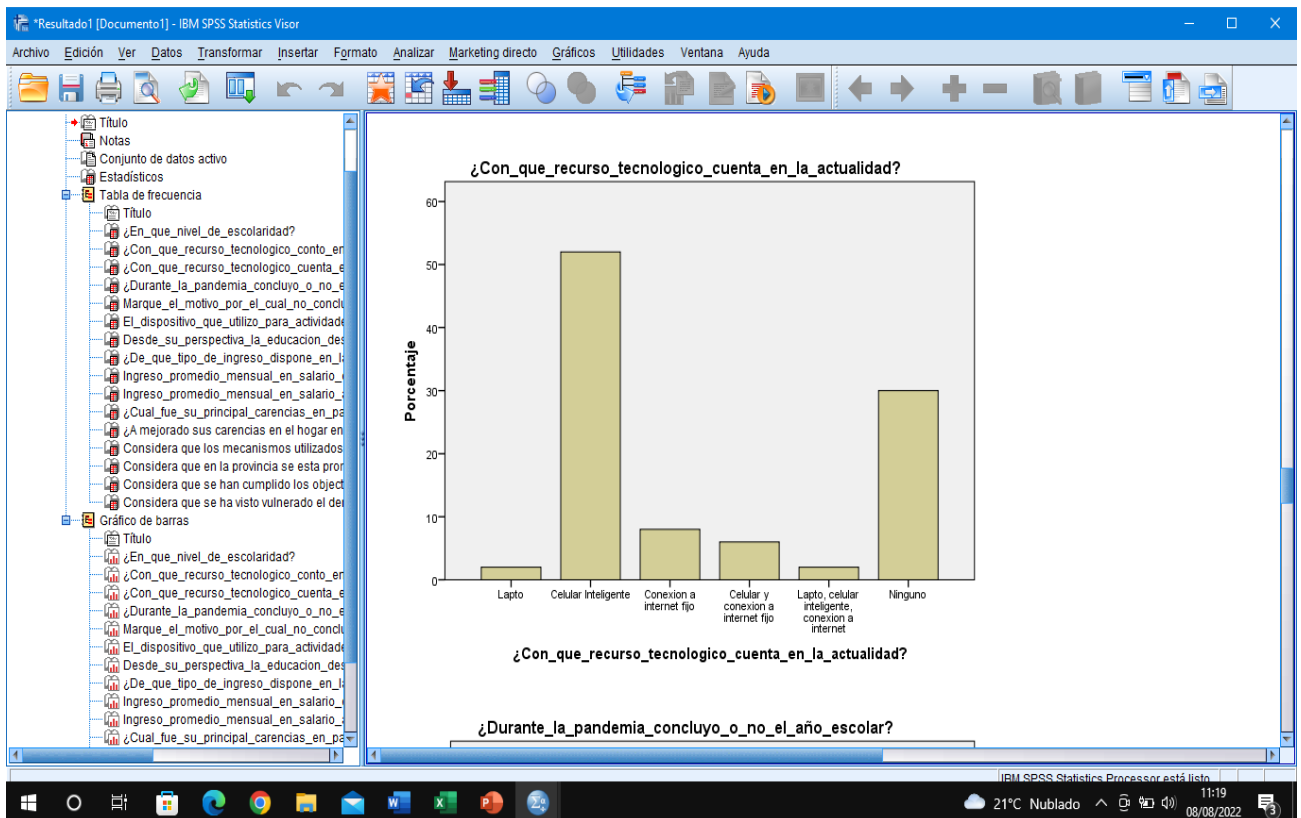 *Resultado1 [Documento1] - IBM SPSS Statistics Visor
Archivo Edición Ver Datos Transformar Insertar Formato Analizar Marketing directo Gráficos Utilidades Ventana Ayuda
Título
Notas
Conjunto de datos activo
Estadísticos
Tabla de frecuencia
Título
¿En_que_nivel_de_escolaridad?
¿Con_que_recurso_tecnologico_conto_en
¿Con_que_recurso_tecnologico_cuenta_e
¿Durante_la_pandemia_concluyo_o_no_e
Marque_el_motivo_por_el_cual_no_conclu
El_dispositivo_que_utilizo_para_actividade
Desde_su_perspectiva_la_educacion_des
¿De_que_tipo_de_ingreso_dispone_en_la
Ingreso_promedio_mensual_en_salario_
Ingreso_promedio_mensual_en_salario_a
¿Cual_fue_su_principal_carencias_en_pa
¿A mejorado sus carencias en el hogar en
Considera que los mecanismos utilizados
Considera que en la provincia se esta pror
Considera que se han cumplido los object
Considera que se ha visto vulnerado el der
Gráfico de barras
Título
¿En_que_nivel_de_escolaridad?
¿Con_que_recurso_tecnologico_conto_en
¿Con_que_recurso_tecnologico_cuenta_e
¿Durante_la_pandemia_concluyo_o_no_e
Marque_el_motivo_por_el_cual_no_conclu
El_dispositivo_que_utilizo_para_actividade
Desde_su_perspectiva_la_educacion_des
¿De_que_tipo_de_ingreso_dispone_en_la
Ingreso_promedio_mensual_en_salario_
Ingreso_promedio_mensual_en_salario_a
¿Cual_fue_su_principal_carencias_en_pa
¿Con_que_recurso_tecnologico_cuenta_en_la_actualidad?
60
50
40
30
20
10
0
Porcentaje
Lapto
Celular Inteligente
Conexion a
internet fijo
Celular y
conexion a
internet fijo
Lapto, celular
inteligente,
conexion a
internet
Ninguno
¿Con_que_recurso_tecnologico_cuenta_en_la_actualidad?
¿Durante_la_pandemia_concluyo_o_no_el_año_escolar?
IBM SPSS Statistics Processor está listo
21°C Nublado
11:19
08/08/2022
3